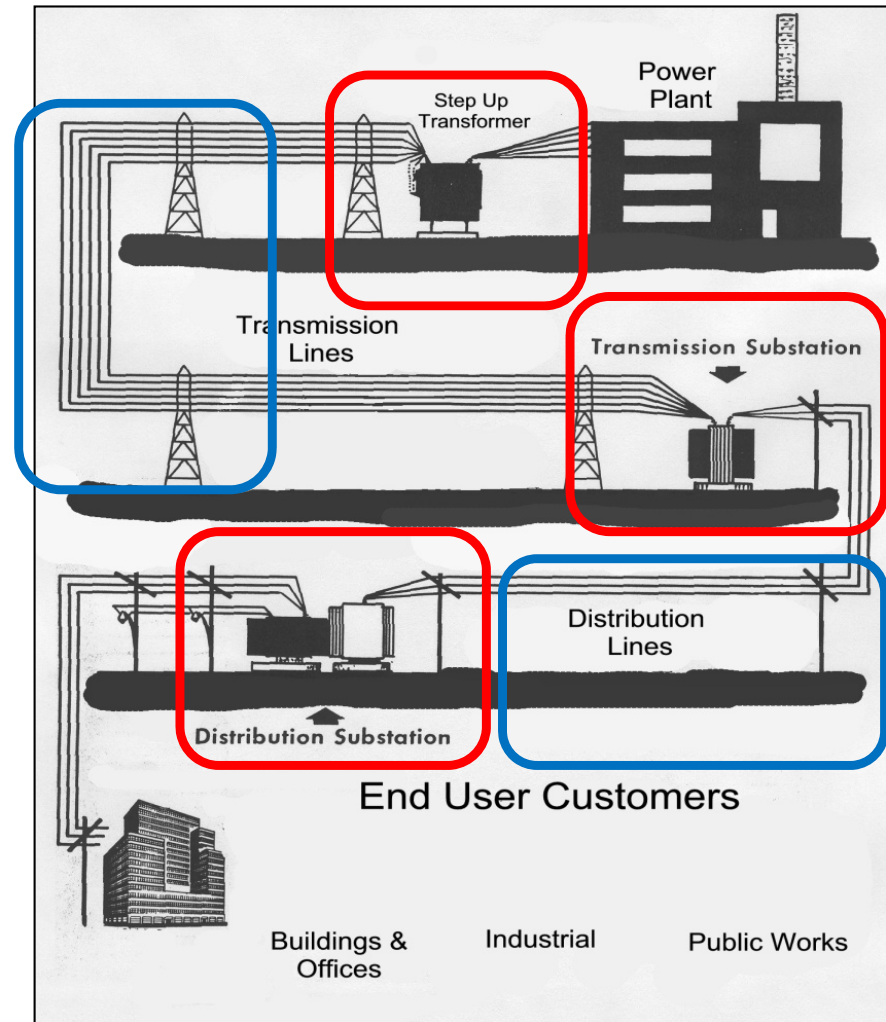 Power
Plant
Step Up
Transformer
Transmission
Lines
Transmission Substation
Distribution
Lines
Distribution Substation
End User Customers
Buildings &
Offices
Industrial
Public Works